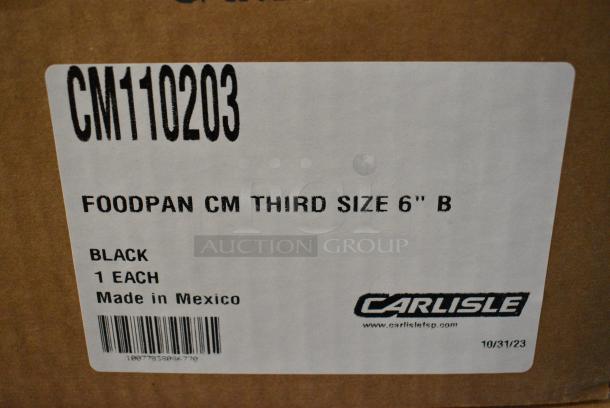 CM110203
FOODPAN CM THIRD SIZE 6" B
AUCTION GROUP
BLACK
1 EACH
Made in Mexico
CARLISLE
www.carlislefsp.com
10/31/23